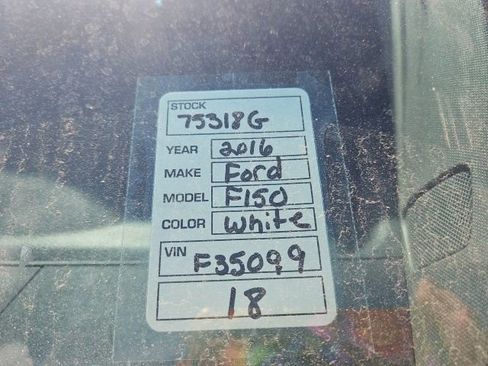 STOCK
75318G
YEAR 2016
MAKE Ford
MODEL F150
COLOR White
VIN F35099
18